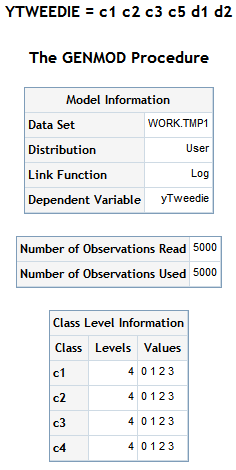 YTWEEDIE = c1 c2 c3 c5 d1 d2
The GENMOD Procedure
Model Information
Data Set WORK.TMP1
Distribution User
Link Function Log
Dependent Variable yTweedie
Number of Observations Read 5000
Number of Observations Used 5000
Class Level Information
Class Levels Values
c1 4 0 1 2 3
c2 4 0 1 2 3
c3 4 0 1 2 3
c4 4 0 1 2 3